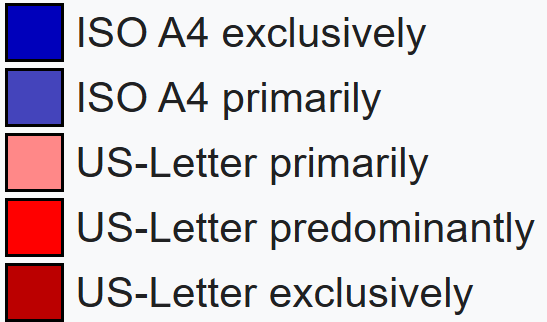 ISO A4 exclusively
ISO A4 primarily
US-Letter primarily
US-Letter predominantly
US-Letter exclusively